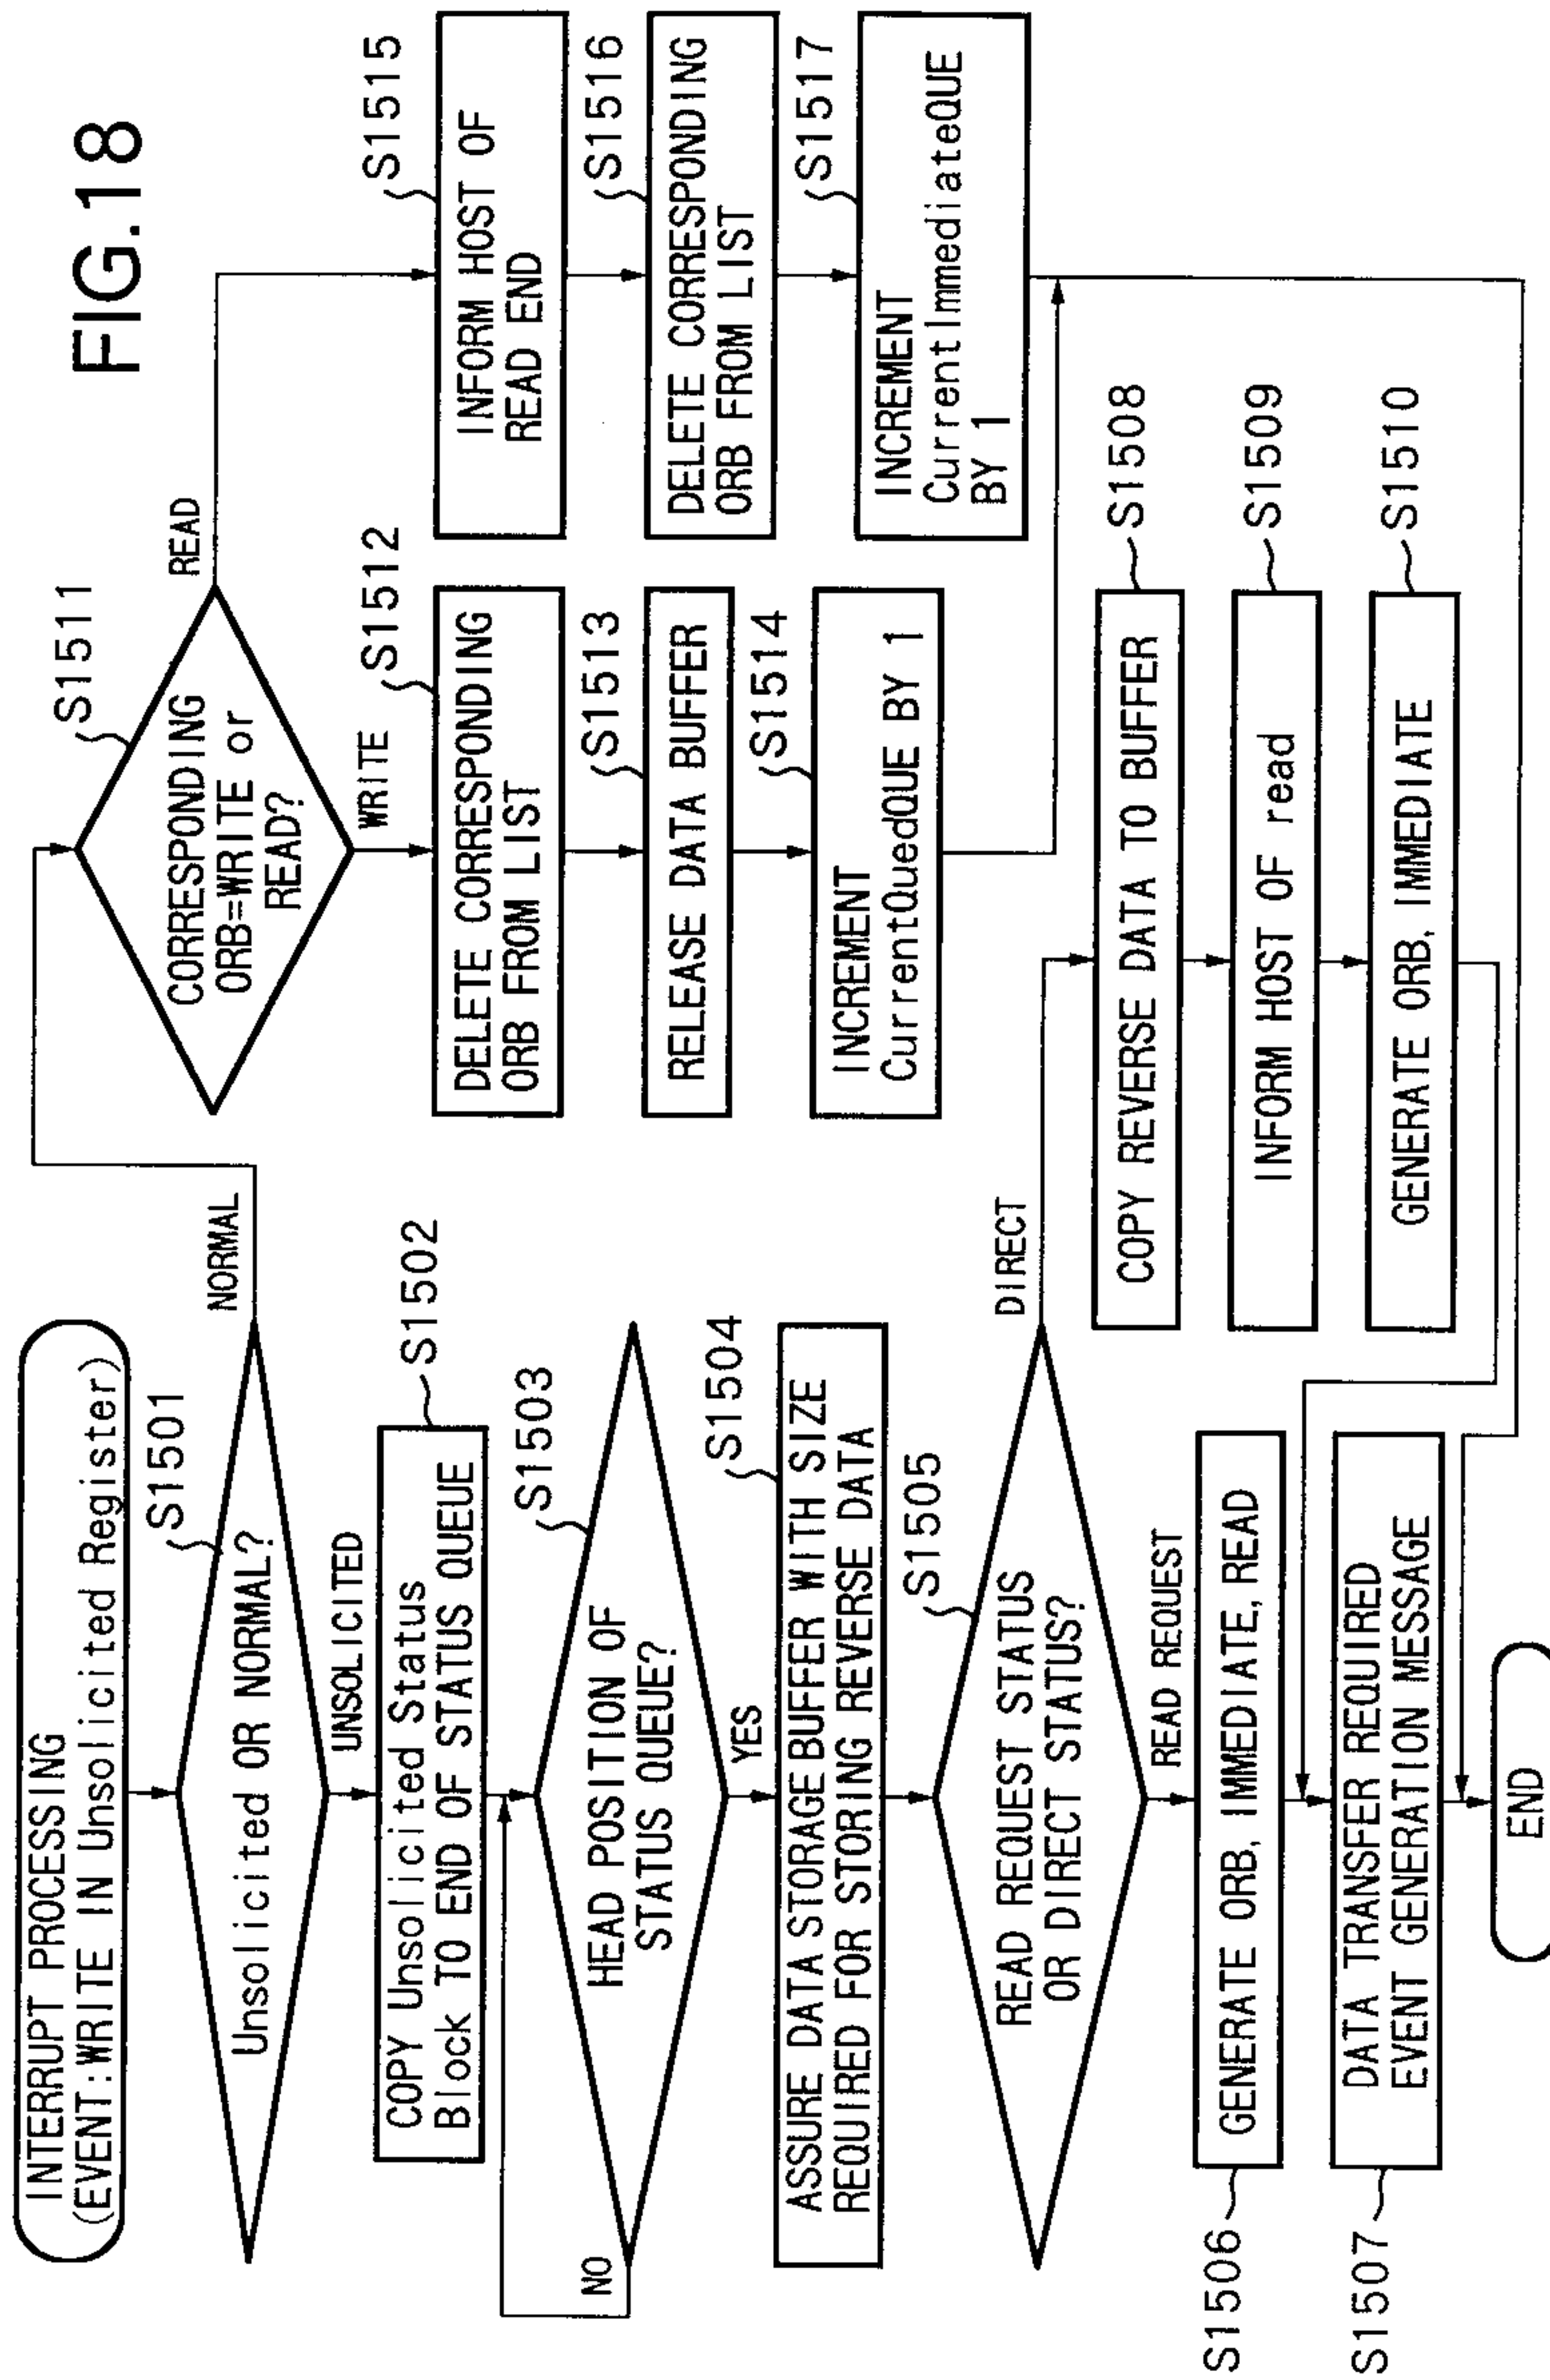 FIG.18
INTERRUPT PROCESSING
(EVENT:WRITE IN Unsolicited Register)
S1501
Unsolicited OR NORMAL?
NORMAL
UNSOLICITED
S1502
COPY Unsolicited Status
Block TO END OF STATUS QUEUE
S1503
HEAD POSITION OF
STATUS QUEUE?
NO
YES
S1504
ASSURE DATA STORAGE BUFFER WITH SIZE
REQUIRED FOR STORING REVERSE DATA
S1505
READ REQUEST STATUS
OR DIRECT STATUS?
DIRECT
READ REQUEST
S1506
GENERATE ORB, IMMEDIATE, READ
S1507
DATA TRANSFER REQUIRED
EVENT GENERATION MESSAGE
END
S1508
COPY REVERSE DATA TO BUFFER
S1509
INFORM HOST OF read
S1510
GENERATE ORB, IMMEDIATE
S1511
CORRESPONDING
ORB=WRITE or
READ?
READ
WRITE
S1512
DELETE CORRESPONDING
ORB FROM LIST
S1513
RELEASE DATA BUFFER
S1514
INCREMENT
CurrentQuedQUE BY 1
S1515
INFORM HOST OF
READ END
S1516
DELETE CORRESPONDING
ORB FROM LIST
S1517
INCREMENT
CurrentImmediateQUE
BY 1